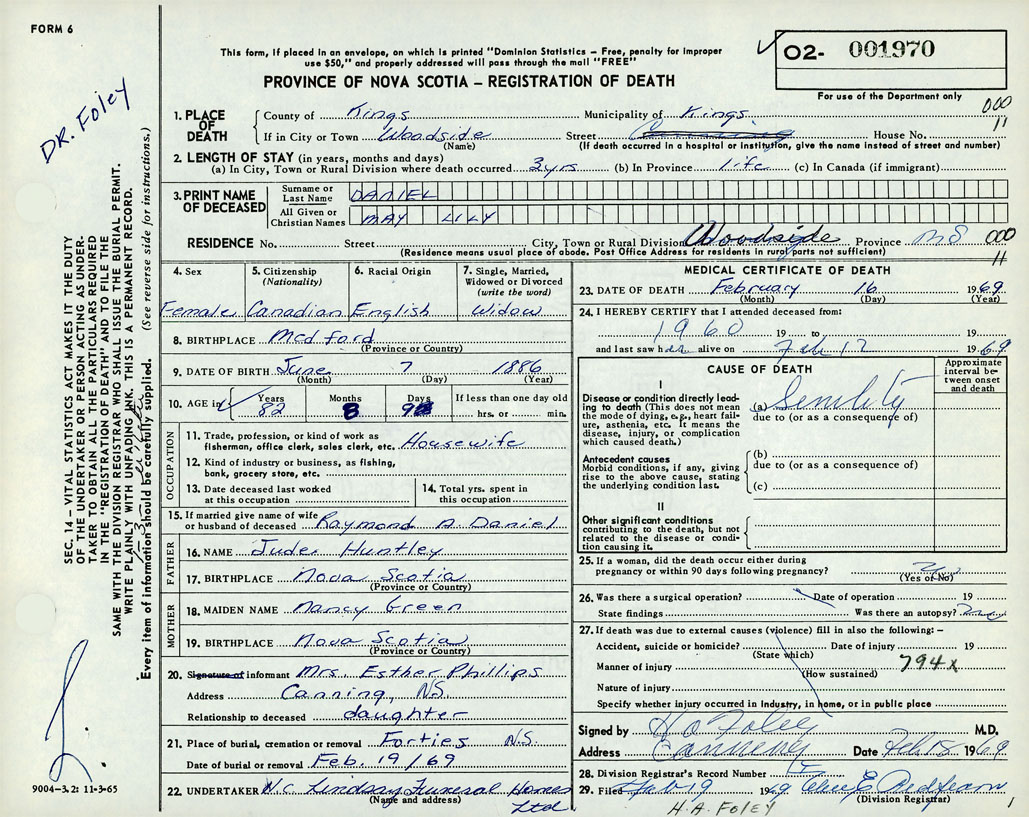 FORM 6
This form, if placed in an envelope, on which is printed "Dominion Statistics – Free, penalty for improper
use $50," and properly addressed will pass through the mail "FREE"
PROVINCE OF NOVA SCOTIA – REGISTRATION OF DEATH
O2- 001970
For use of the Department only
000
11
DR. Foley
SEC. 14 – VITAL STATISTICS ACT MAKES IT THE DUTY
OF THE UNDERTAKER OR PERSON ACTING AS UNDER-
TAKER TO OBTAIN ALL THE PARTICULARS REQUIRED
IN THE "REGISTRATION OF DEATH" AND TO FILE THE
SAME WITH THE DIVISION REGISTRAR WHO SHALL ISSUE THE BURIAL PERMIT.
WRITE PLAINLY WITH UNFADING INK. THIS IS A PERMANENT RECORD.
Every item of information should be carefully supplied. (See reverse side for instructions.)
9004-3.2: 11-3-65
1. PLACE OF DEATH
County of Kings Municipality of Kings
If in City or Town Woodside Street House No.
(Name) (If death occurred in a hospital or institution, give the name instead of street and number)
2. LENGTH OF STAY (in years, months and days)
(a) In City, Town or Rural Division where death occurred 3 yrs (b) In Province life (c) In Canada (if immigrant)
3. PRINT NAME OF DECEASED
Surname or Last Name DANIEL
All Given or Christian Names MAY LILY
RESIDENCE No. Street City, Town or Rural Division Woodside Province NS 000
(Residence means usual place of abode. Post Office Address for residents in rural parts not sufficient)
11
4. Sex
Female
5. Citizenship
(Nationality)
Canadian
6. Racial Origin
English
7. Single, Married, Widowed or Divorced
(write the word)
Widow
8. BIRTHPLACE Medford
(Province or Country)
9. DATE OF BIRTH June 7 1886
(Month) (Day) (Year)
10. AGE in Years 82 Months 8 Days 9 If less than one day old
hrs. or min.
OCCUPATION
11. Trade, profession, or kind of work as
fisherman, office clerk, sales clerk, etc. Housewife
12. Kind of industry or business, as fishing,
bank, grocery store, etc.
13. Date deceased last worked
at this occupation
14. Total yrs. spent in
this occupation
15. If married give name of wife
or husband of deceased Raymond A. Daniel
FATHER
16. NAME Juder Huntley
17. BIRTHPLACE Nova Scotia
(Province or Country)
MOTHER
18. MAIDEN NAME Nancy Green
19. BIRTHPLACE Nova Scotia
(Province or Country)
20. Signature of informant Mrs. Esther Phillips
Address Canning, NS.
Relationship to deceased daughter
21. Place of burial, cremation or removal Forties N.S.
Date of burial or removal Feb. 19/69
22. UNDERTAKER W.C. Lindsay Funeral Homes
(Name and address) Ltd
MEDICAL CERTIFICATE OF DEATH
23. DATE OF DEATH February 16 1969
(Month) (Day) (Year)
24. I HEREBY CERTIFY that I attended deceased from:
1960 19 to 19
and last saw her alive on Feb 12 1969
CAUSE OF DEATH
Approximate interval between onset and death
I
Disease or condition directly lead-
ing to death (This does not mean
the mode of dying, e.g., heart fail-
ure, asthenia, etc. It means the
disease, injury, or complication
which caused death.)
(a) Senility
due to (or as a consequence of)
Antecedent causes
Morbid conditions, if any, giving
rise to the above cause, stating
the underlying condition last.
(b)
due to (or as a consequence of)
(c)
II
Other significant conditions
contributing to the death, but not
related to the disease or condi-
tion causing it.
25. If a woman, did the death occur either during
pregnancy or within 90 days following pregnancy?
(Yes or No)
26. Was there a surgical operation? Date of operation 19
State findings Was there an autopsy? no
27. If death was due to external causes (violence) fill in also the following: –
Accident, suicide or homicide? Date of injury 19
(State which)
Manner of injury 794x
(How sustained)
Nature of injury
Specify whether injury occurred in industry, in home, or in public place
Signed by H A Foley M.D.
Address Canning Date Feb 18 1969
28. Division Registrar's Record Number
29. Filed Feb 19 1969
(Division Registrar)
H.A. FOLEY
1